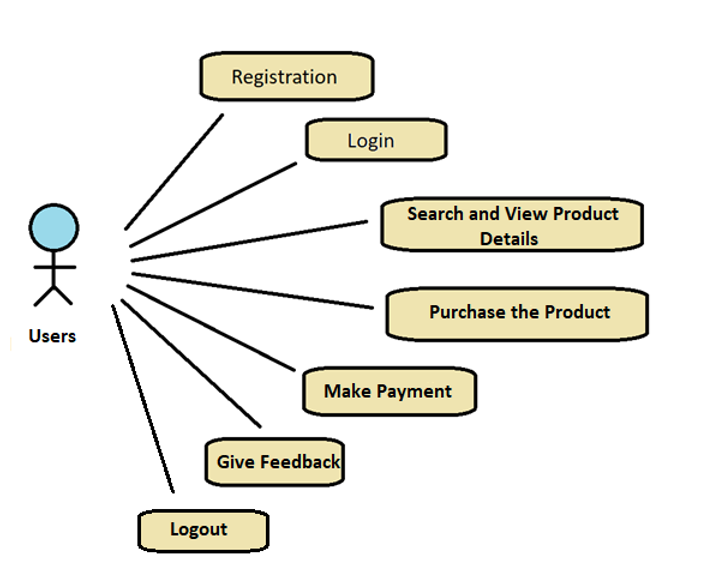 Registration
Login
Search and View Product
Details
Purchase the Product
Users
Make Payment
Give Feedback
Logout